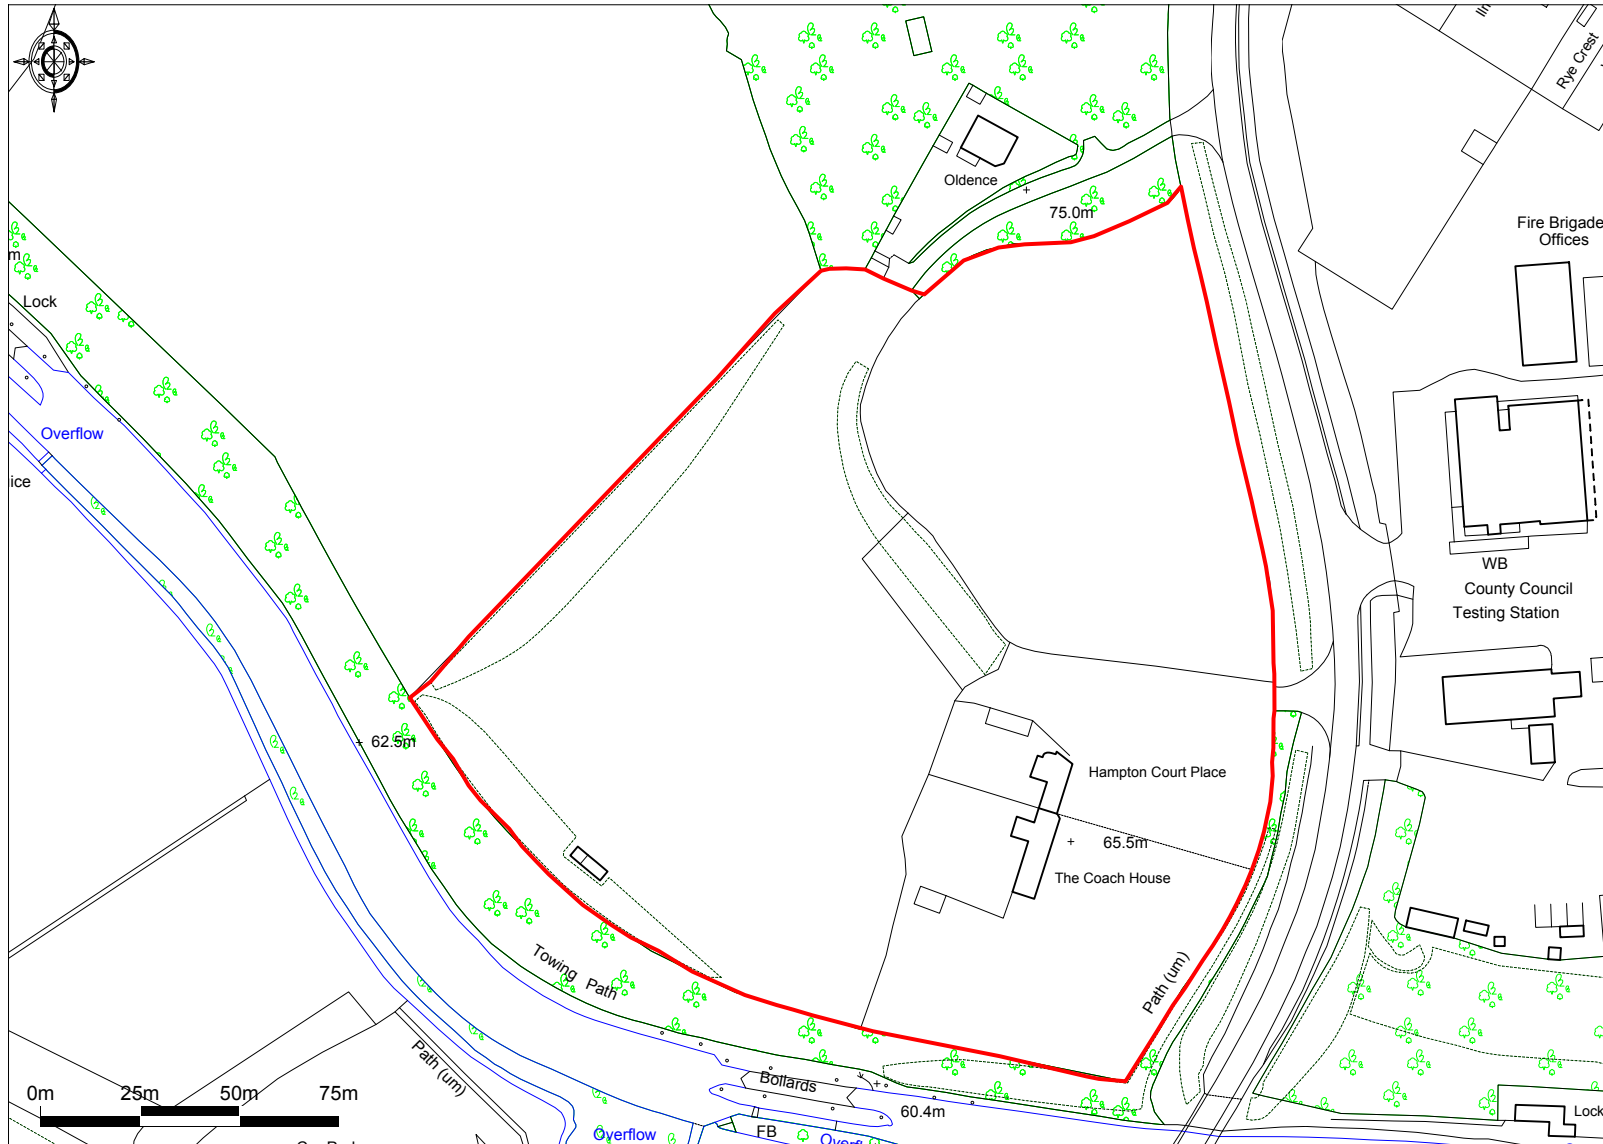 Rye Crest
Oldence
75.0m
Fire Brigade
Offices
m
Lock
Overflow
ice
WB
County Council
Testing Station
62.5m
Hampton Court Place
65.5m
The Coach House
Towing Path
Path (um)
Path (um)
Bollards
60.4m
0m 25m 50m 75m
FB
Overflow
Lock